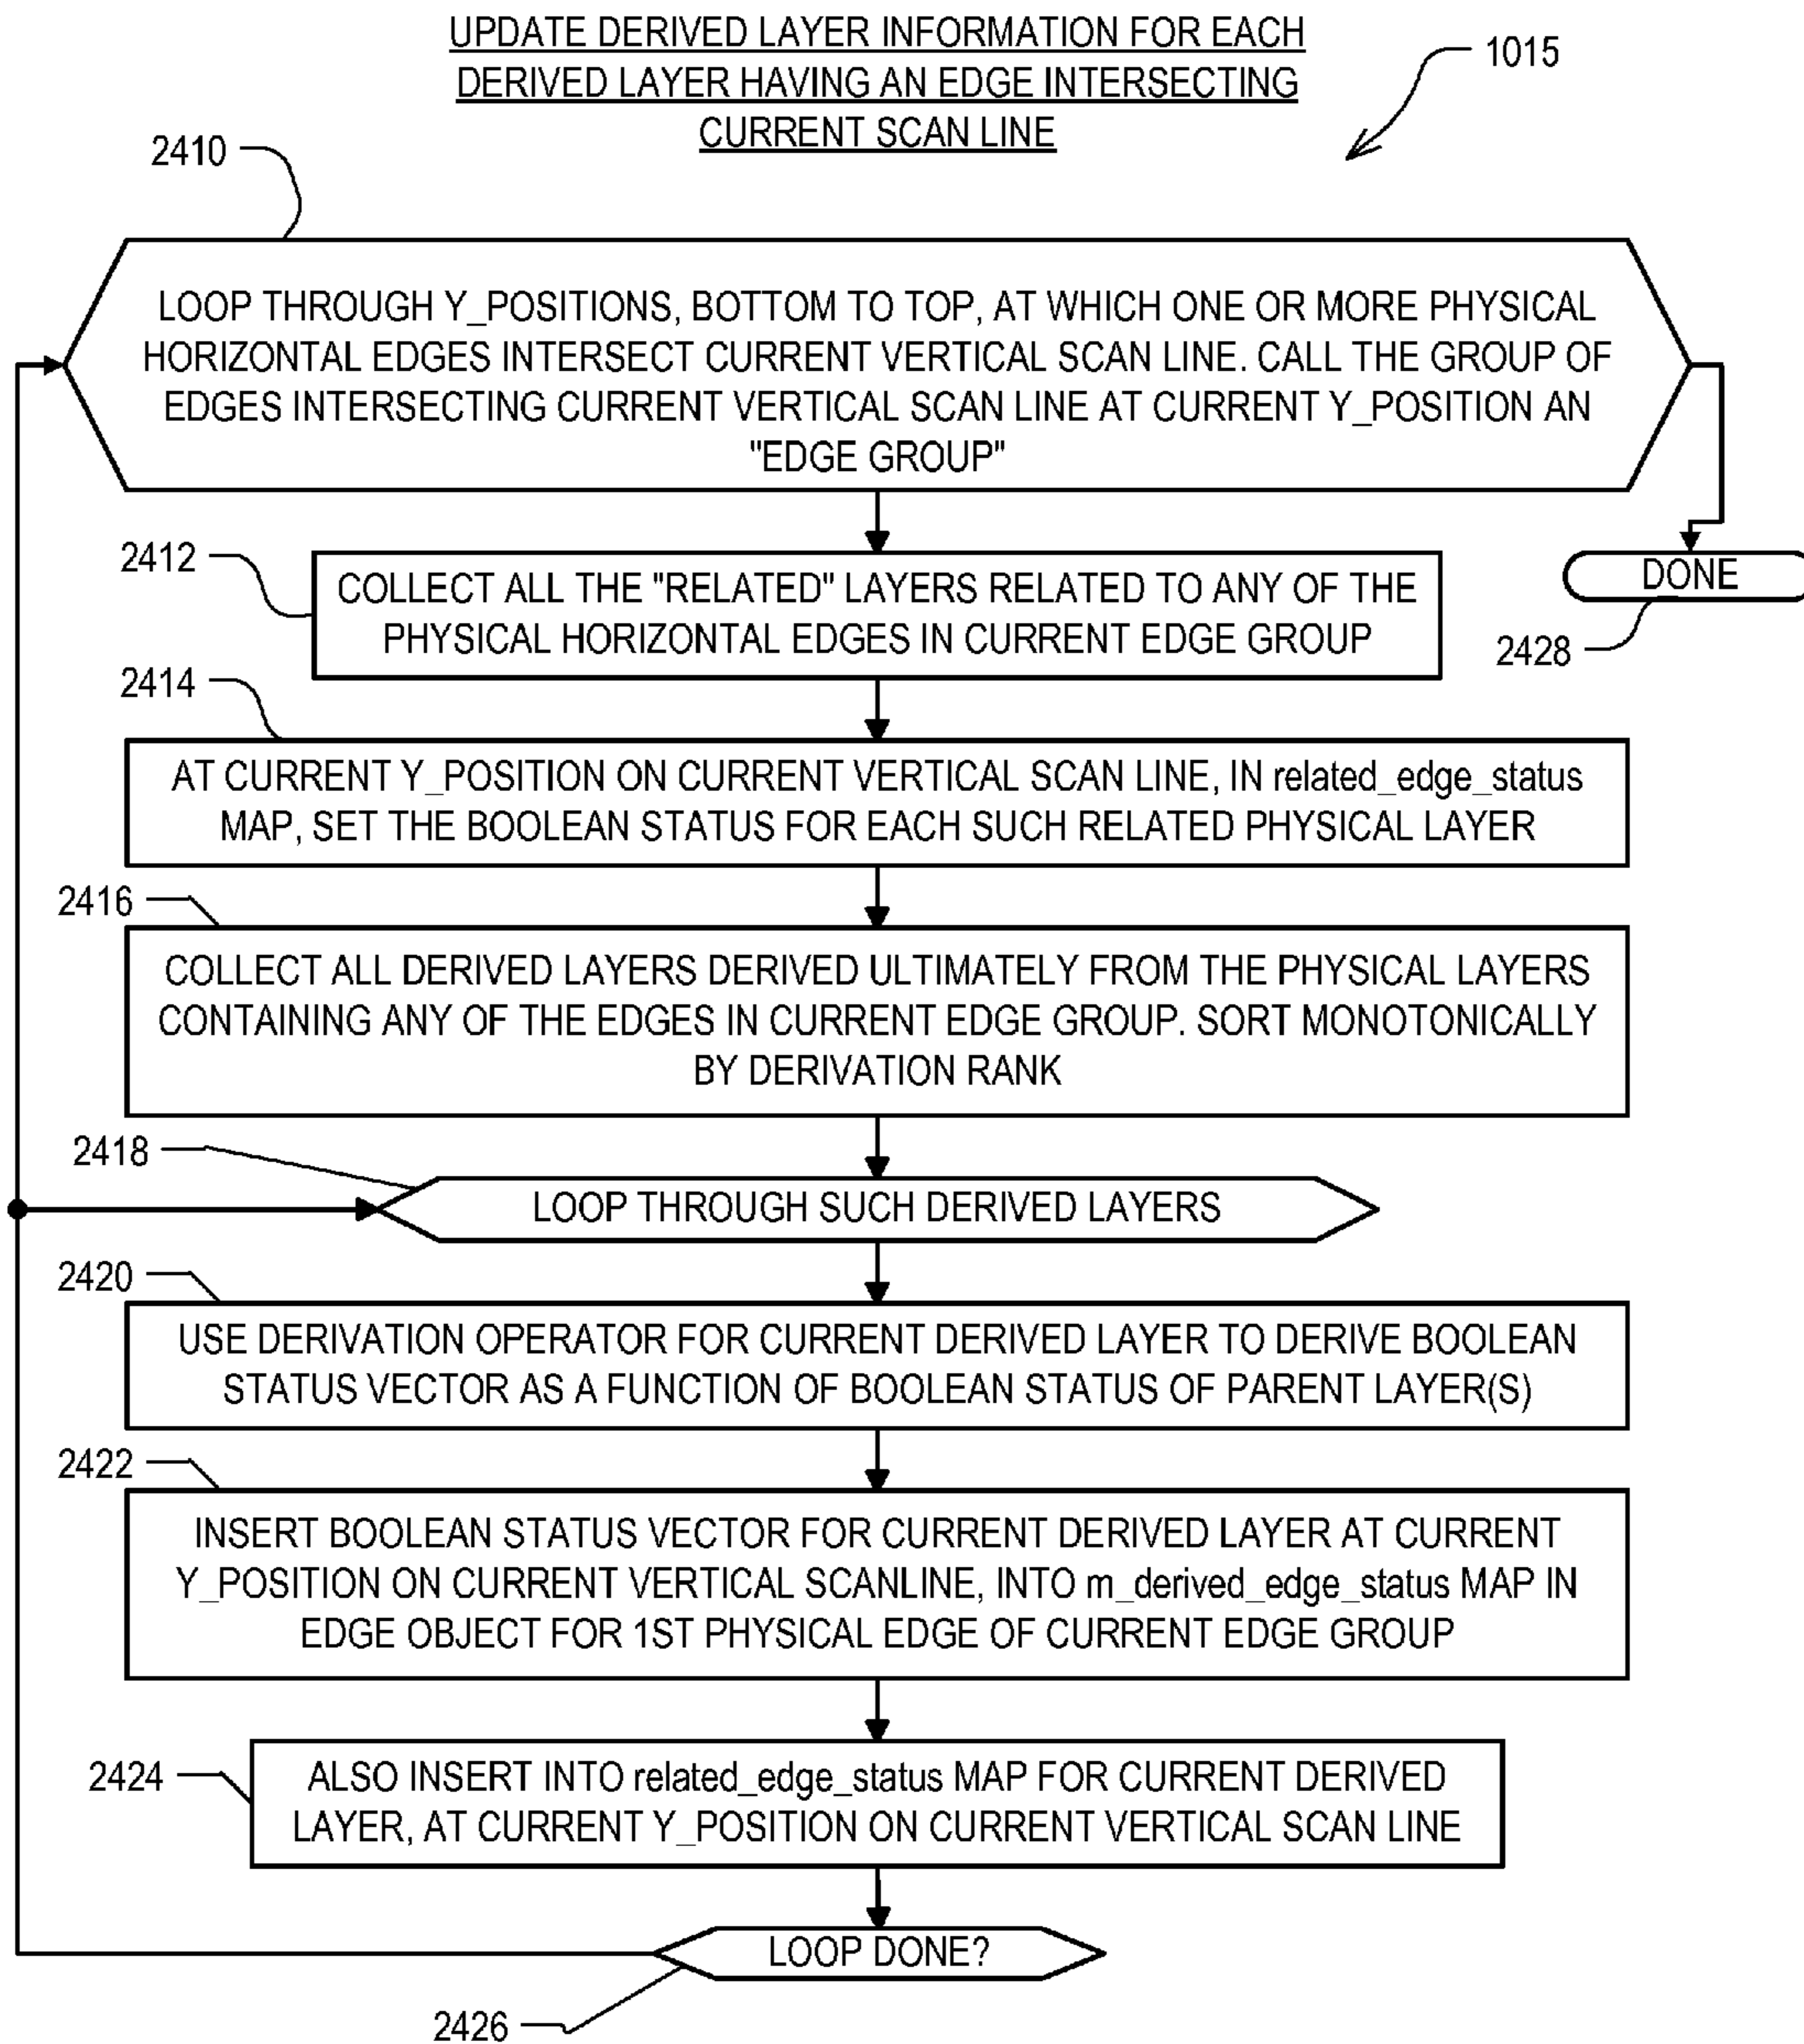 UPDATE DERIVED LAYER INFORMATION FOR EACH
DERIVED LAYER HAVING AN EDGE INTERSECTING
CURRENT SCAN LINE
1015
2410
LOOP THROUGH Y_POSITIONS, BOTTOM TO TOP, AT WHICH ONE OR MORE PHYSICAL
HORIZONTAL EDGES INTERSECT CURRENT VERTICAL SCAN LINE. CALL THE GROUP OF
EDGES INTERSECTING CURRENT VERTICAL SCAN LINE AT CURRENT Y_POSITION AN
"EDGE GROUP"
2412
COLLECT ALL THE "RELATED" LAYERS RELATED TO ANY OF THE
PHYSICAL HORIZONTAL EDGES IN CURRENT EDGE GROUP
DONE
2428
2414
AT CURRENT Y_POSITION ON CURRENT VERTICAL SCAN LINE, IN related_edge_status
MAP, SET THE BOOLEAN STATUS FOR EACH SUCH RELATED PHYSICAL LAYER
2416
COLLECT ALL DERIVED LAYERS DERIVED ULTIMATELY FROM THE PHYSICAL LAYERS
CONTAINING ANY OF THE EDGES IN CURRENT EDGE GROUP. SORT MONOTONICALLY
BY DERIVATION RANK
2418
LOOP THROUGH SUCH DERIVED LAYERS
2420
USE DERIVATION OPERATOR FOR CURRENT DERIVED LAYER TO DERIVE BOOLEAN
STATUS VECTOR AS A FUNCTION OF BOOLEAN STATUS OF PARENT LAYER(S)
2422
INSERT BOOLEAN STATUS VECTOR FOR CURRENT DERIVED LAYER AT CURRENT
Y_POSITION ON CURRENT VERTICAL SCANLINE, INTO m_derived_edge_status MAP IN
EDGE OBJECT FOR 1ST PHYSICAL EDGE OF CURRENT EDGE GROUP
2424
ALSO INSERT INTO related_edge_status MAP FOR CURRENT DERIVED
LAYER, AT CURRENT Y_POSITION ON CURRENT VERTICAL SCAN LINE
LOOP DONE?
2426